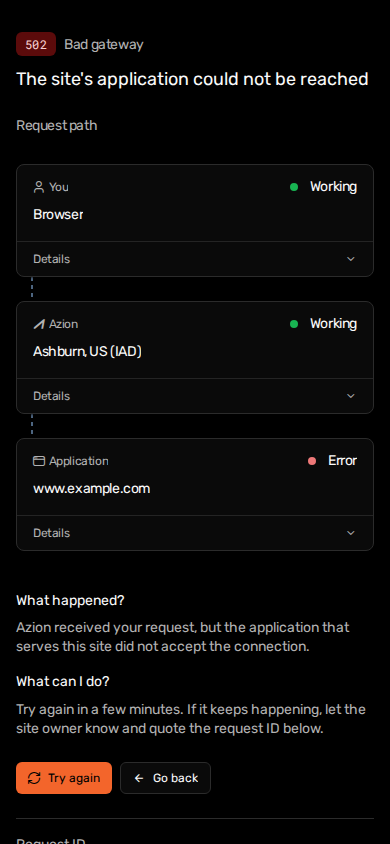 502 Bad gateway
The site's application could not be reached
Request path
You Working
Browser
Details
Azion Working
Ashburn, US (IAD)
Details
Application Error
www.example.com
Details
What happened?
Azion received your request, but the application that
serves this site did not accept the connection.
What can I do?
Try again in a few minutes. If it keeps happening, let the
site owner know and quote the request ID below.
Try again Go back
Request ID